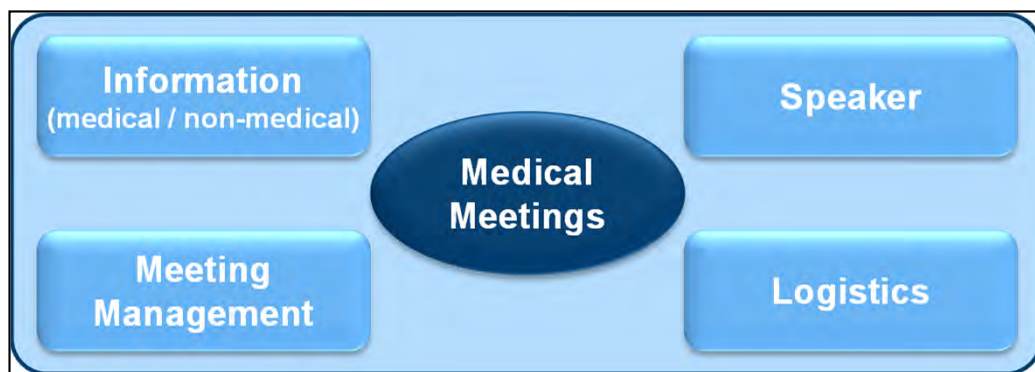 Information
(medical / non-medical)
Speaker
Medical
Meetings
Meeting
Management
Logistics